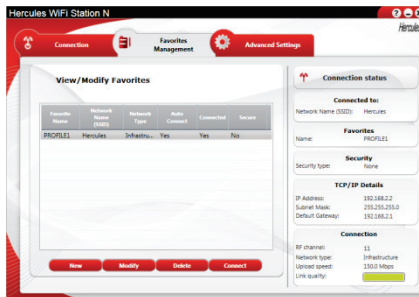 Hercules WiFi Station N
Hercules
Connection
Favorites Management
Advanced Settings
View/Modify Favorites
Favorite Name Network Name (SSID) Network Type Auto Connect Connected Secure
PROFILE1 Hercules Infrastru... Yes Yes No
New Modify Delete Connect
Connection status
Connected to:
Network Name (SSID): Hercules
Favorites
Name: PROFILE1
Security
Security type: None
TCP/IP Details
IP Address: 192.168.2.2
Subnet Mask: 255.255.255.0
Default Gateway: 192.168.2.1
Connection
RF channel: 11
Network type: Infrastructure
Upload speed: 150.0 Mbps
Link quality: